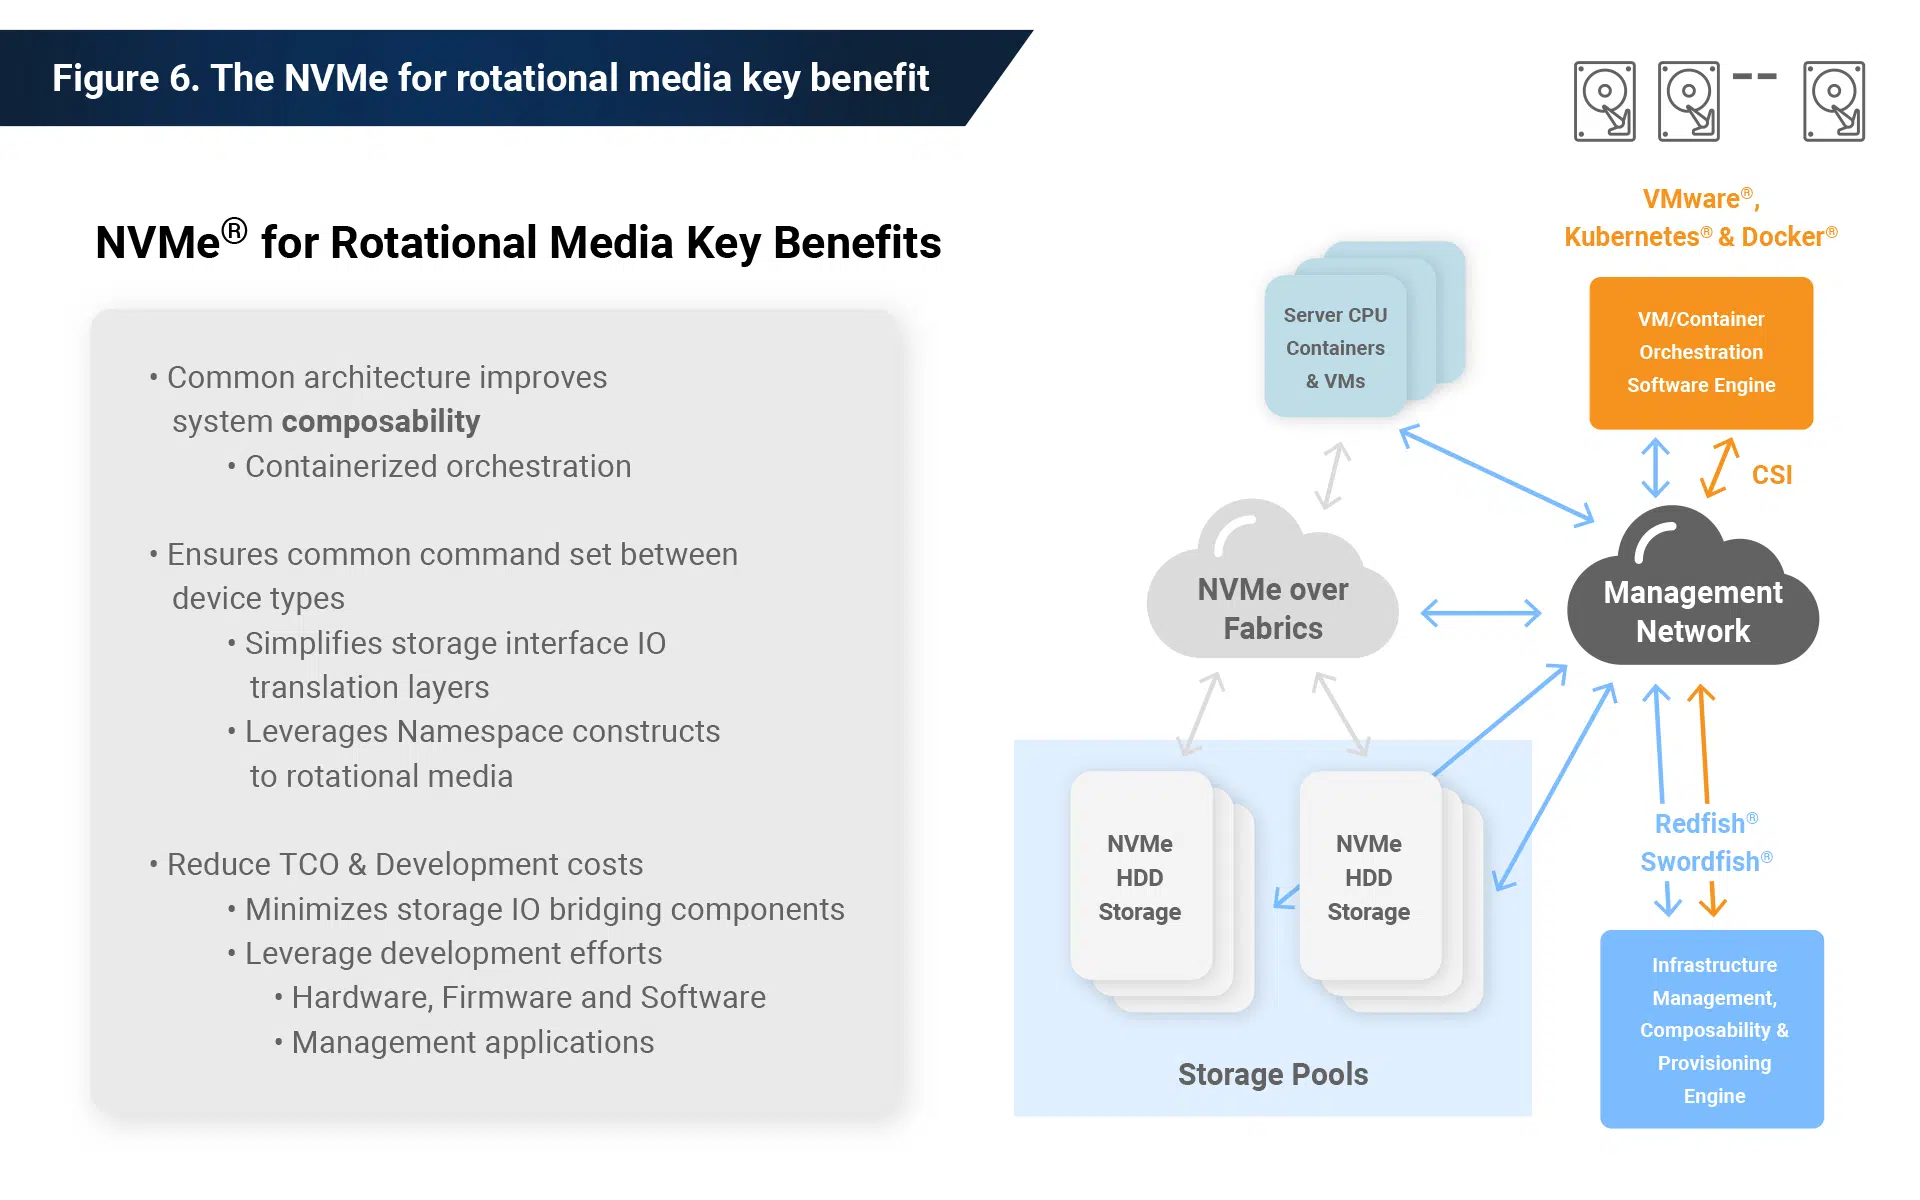 Figure 6. The NVMe for rotational media key benefit
NVMe® for Rotational Media Key Benefits
• Common architecture improves
system composability
• Containerized orchestration
• Ensures common command set between
device types
• Simplifies storage interface IO
translation layers
• Leverages Namespace constructs
to rotational media
• Reduce TCO & Development costs
• Minimizes storage IO bridging components
• Leverage development efforts
• Hardware, Firmware and Software
• Management applications
VMware®,
Kubernetes® & Docker®
Server CPU
Containers
& VMs
VM/Container
Orchestration
Software Engine
CSI
NVMe over
Fabrics
Management
Network
NVMe
HDD
Storage
NVMe
HDD
Storage
Storage Pools
Redfish®
Swordfish®
Infrastructure
Management,
Composability &
Provisioning
Engine